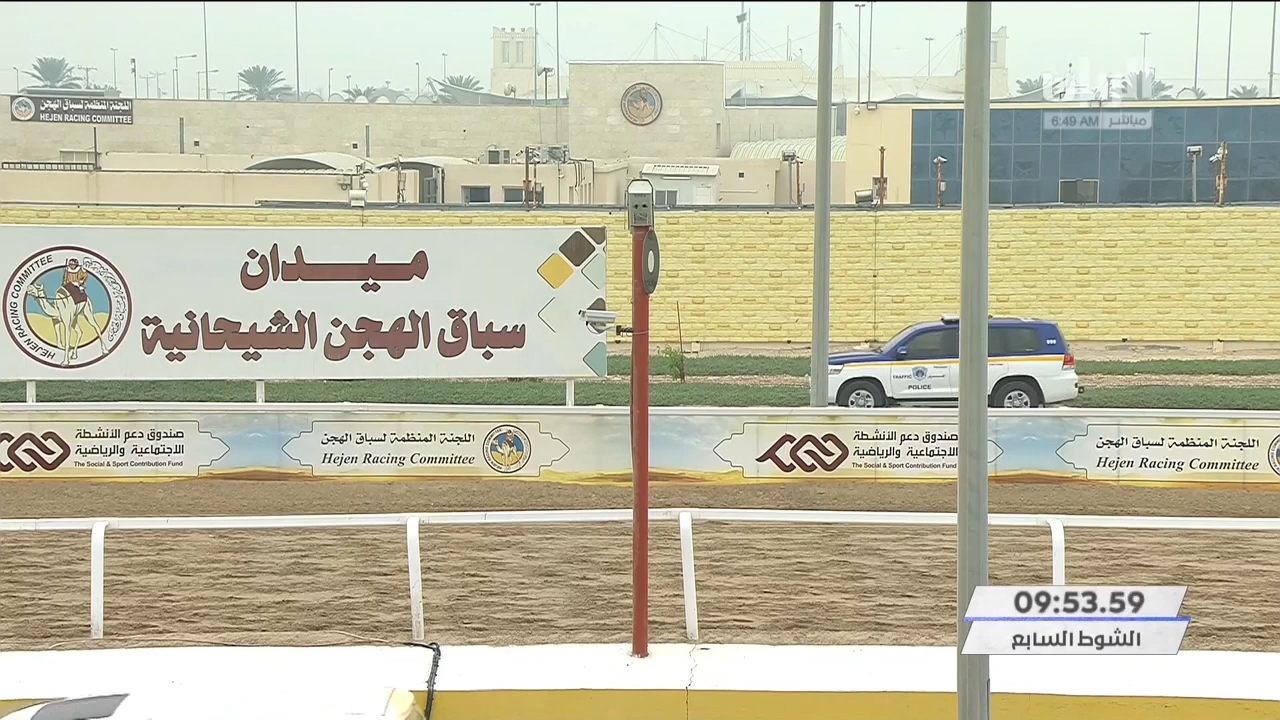 الريان
مباشر 6:49 AM
اللجنة المنظمة لسباق الهجن
HEJEN RACING COMMITTEE
ميدان
سباق الهجن الشيحانية
HEJEN RACING COMMITTEE
TRAFFIC
POLICE
صندوق دعم الأنشطة
الاجتماعية والرياضية
The Social & Sport Contribution Fund
اللجنة المنظمة لسباق الهجن
Hejen Racing Committee
صندوق دعم الأنشطة
الاجتماعية والرياضية
The Social & Sport Contribution Fund
اللجنة المنظمة لسباق الهجن
Hejen Racing Committee
09:53.59
الشوط السابع